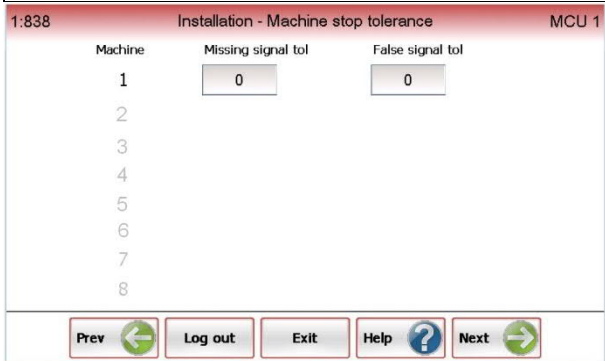 1:838 Installation - Machine stop tolerance MCU 1
Machine Missing signal tol False signal tol
1 0 0
2
3
4
5
6
7
8
Prev Log out Exit Help ? Next